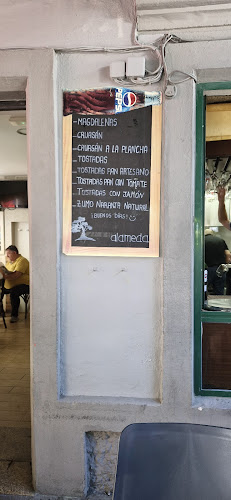 PEPSI
alameda
- MAGDALENAS
- CRUASÁN
- CRUASÁN A LA PLANCHA
- TOSTADAS
- TOSTADAS PAN ARTESANO
- TOSTADAS PAN CON TOMATE
- TOSTADAS CON JAMÓN
- ZUMO NARANJA NATURAL
¡BUENOS DÍAS!
alameda